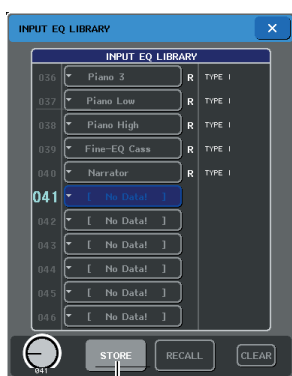 INPUT EQ LIBRARY
INPUT EQ LIBRARY
036 Piano 3 R TYPE I
037 Piano Low R TYPE I
038 Piano High R TYPE I
039 Fine-EQ Cass R TYPE I
040 Narrator R TYPE I
041 [ No Data! ]
042 [ No Data! ]
043 [ No Data! ]
044 [ No Data! ]
045 [ No Data! ]
046 [ No Data! ]
041 STORE RECALL CLEAR